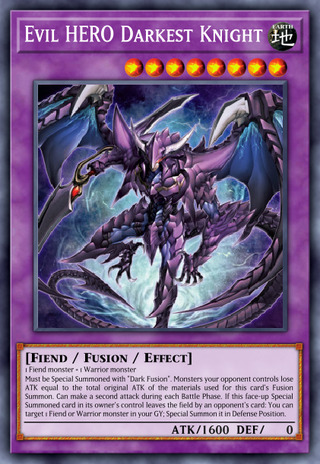 EVIL HERO DARKEST KNIGHT
EARTH
地
[FIEND / FUSION / EFFECT]
1 Fiend monster - 1 Warrior monster
Must be Special Summoned with "Dark Fusion". Monsters your opponent controls lose
ATK equal to the total original ATK of the materials used for this card's Fusion
Summon. Can make a second attack during each Battle Phase. If this face-up Special
Summoned card in its owner's control leaves the field by an opponent's card: You can
target 1 Fiend or Warrior monster in your GY; Special Summon it in Defense Position.
ATK/1600 DEF/ 0